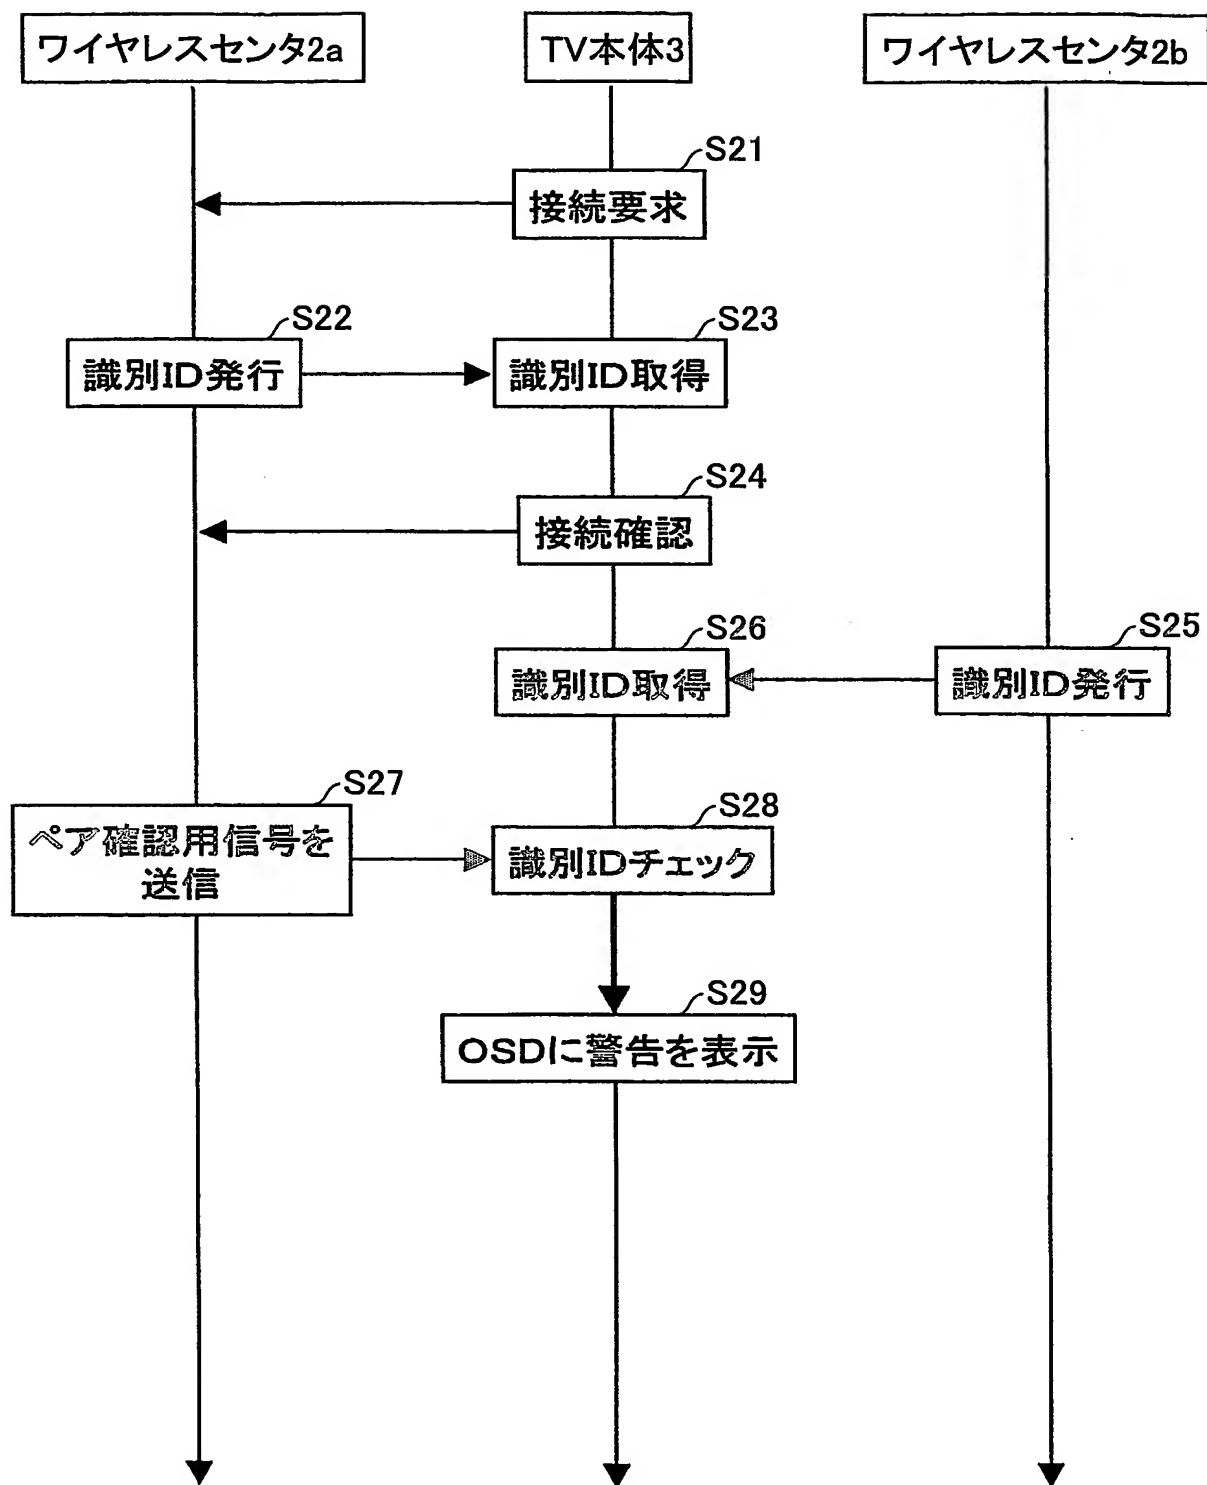 ワイヤレスセンタ2a
TV本体3
ワイヤレスセンタ2b
S21
接続要求
S22
識別ID発行
S23
識別ID取得
S24
接続確認
S25
識別ID発行
S26
識別ID取得
S27
ペア確認用信号を
送信
S28
識別IDチェック
S29
OSDに警告を表示